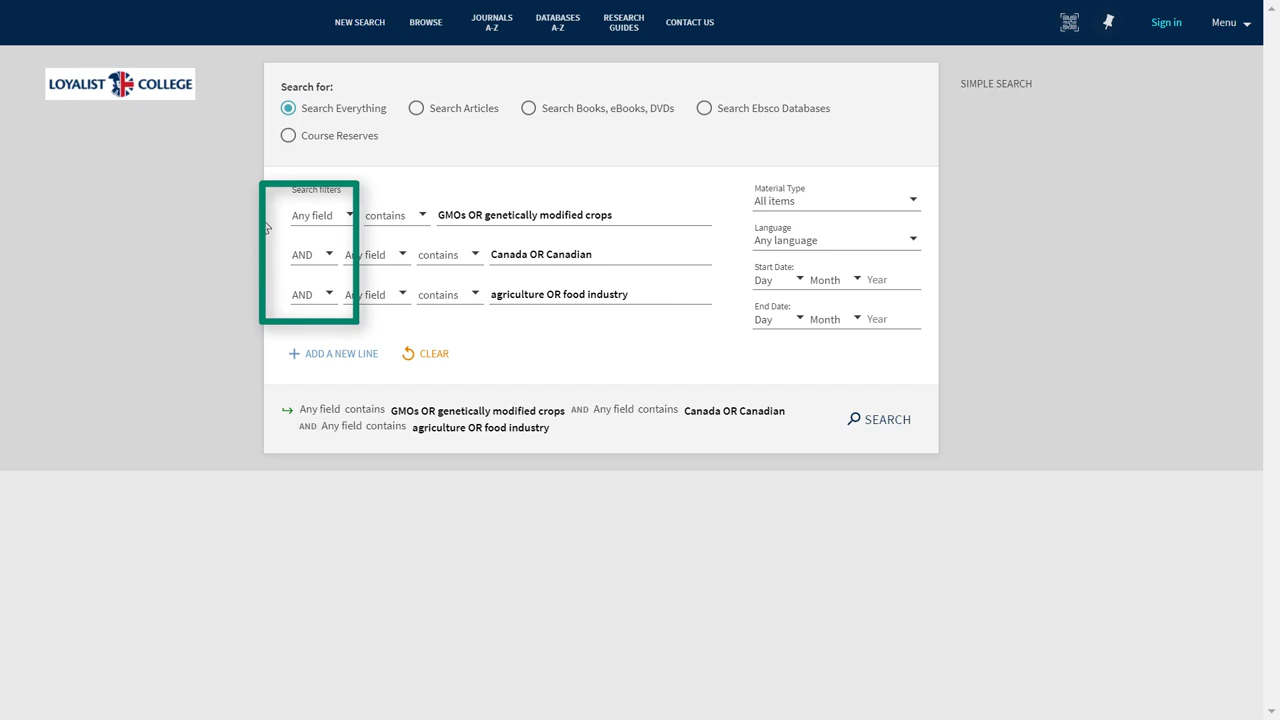 NEW SEARCH
BROWSE
JOURNALS
A-Z
DATABASES
A-Z
RESEARCH
GUIDES
CONTACT US
Sign in
Menu
LOYALIST COLLEGE
Search for:
Search Everything
Search Articles
Search Books, eBooks, DVDs
Search Ebsco Databases
Course Reserves
SIMPLE SEARCH
Search filters
Any field contains GMOs OR genetically modified crops
AND Any field contains Canada OR Canadian
AND Any field contains agriculture OR food industry
Material Type
All items
Language
Any language
Start Date:
Day Month Year
End Date:
Day Month Year
ADD A NEW LINE
CLEAR
Any field contains GMOs OR genetically modified crops AND Any field contains Canada OR Canadian
AND Any field contains agriculture OR food industry
SEARCH